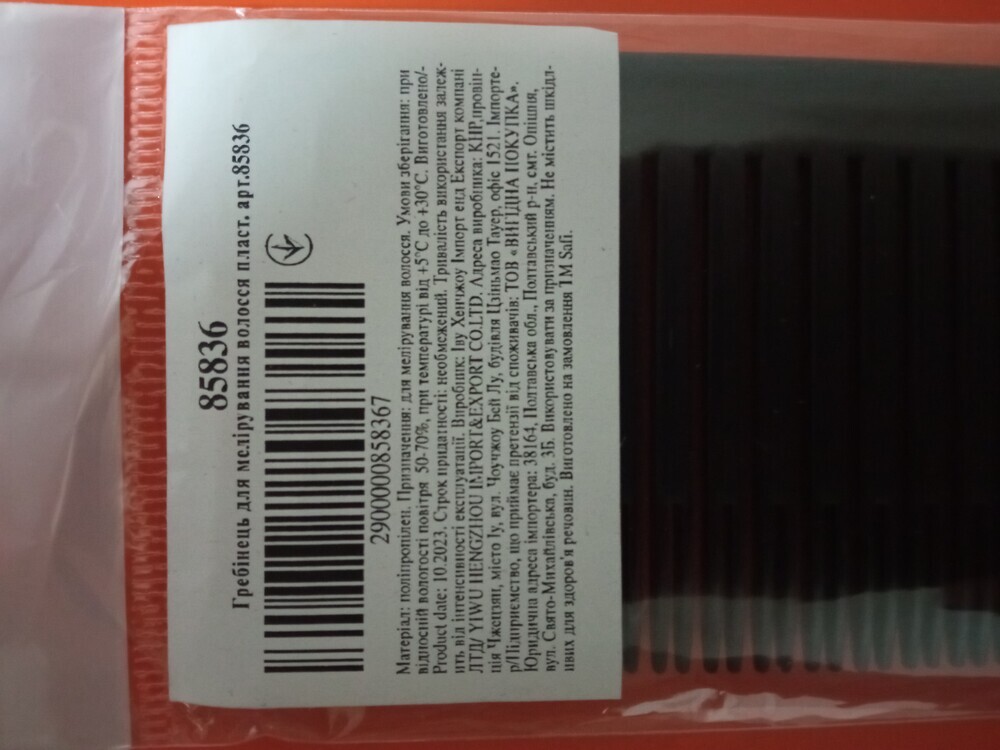 85836
Гребінець для мелірування волосся пласт. арт.85836
2900000858367
Матеріал: поліпропілен. Призначення: для мелірування волосся. Умови зберігання: при
відносній вологості повітря 50-70%, при температурі від +5°С до +30°С. Виготовлено/-
Product date: 10.2023. Строк придатності: необмежений. Тривалість використання залеж-
ить від інтенсивності експлуатації. Виробник: Іву Хенчжоу Імпорт енд Експорт компані
ЛТД/ YIWU HENGZHOU IMPORT&EXPORT CO.LTD. Адреса виробника: КНР,провін-
ція Чжецзян, місто Іу, вул. Чоучжоу Бей Лу, будівля Цзіньмао Тауер, офіс 1521. Імпорте-
р/Підприємство, що приймає претензії від споживачів: ТОВ «ВИГІДНА ПОКУПКА».
Юридична адреса імпортера: 38164, Полтавська обл., Полтавський р-н, смт. Опішня,
вул. Свято-Михайлівська, буд. 3Б. Використовувати за призначенням. Не містить шкідл-
ивих для здоров'я речовин. Виготовлено на замовлення ТМ Safi.